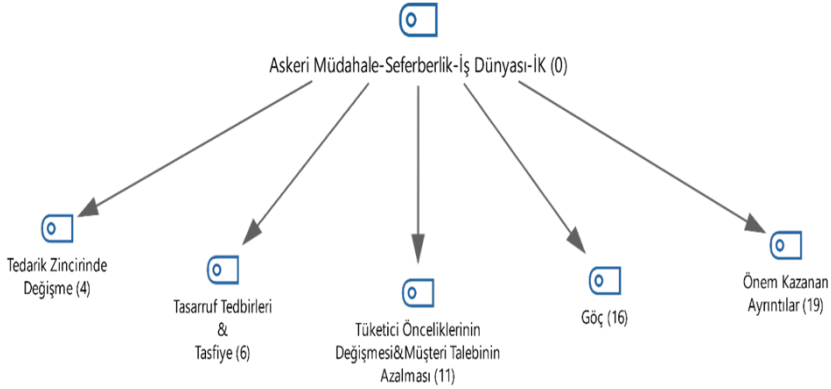 Askeri Müdahale-Seferberlik-İş Dünyası-İK (0)
Tedarik Zincirinde
Değişme (4)
Tasarruf Tedbirleri
&
Tasfiye (6)
Tüketici Önceliklerinin
Değişmesi&Müşteri Talebinin
Azalması (11)
Göç (16)
Önem Kazanan
Ayrıntılar (19)